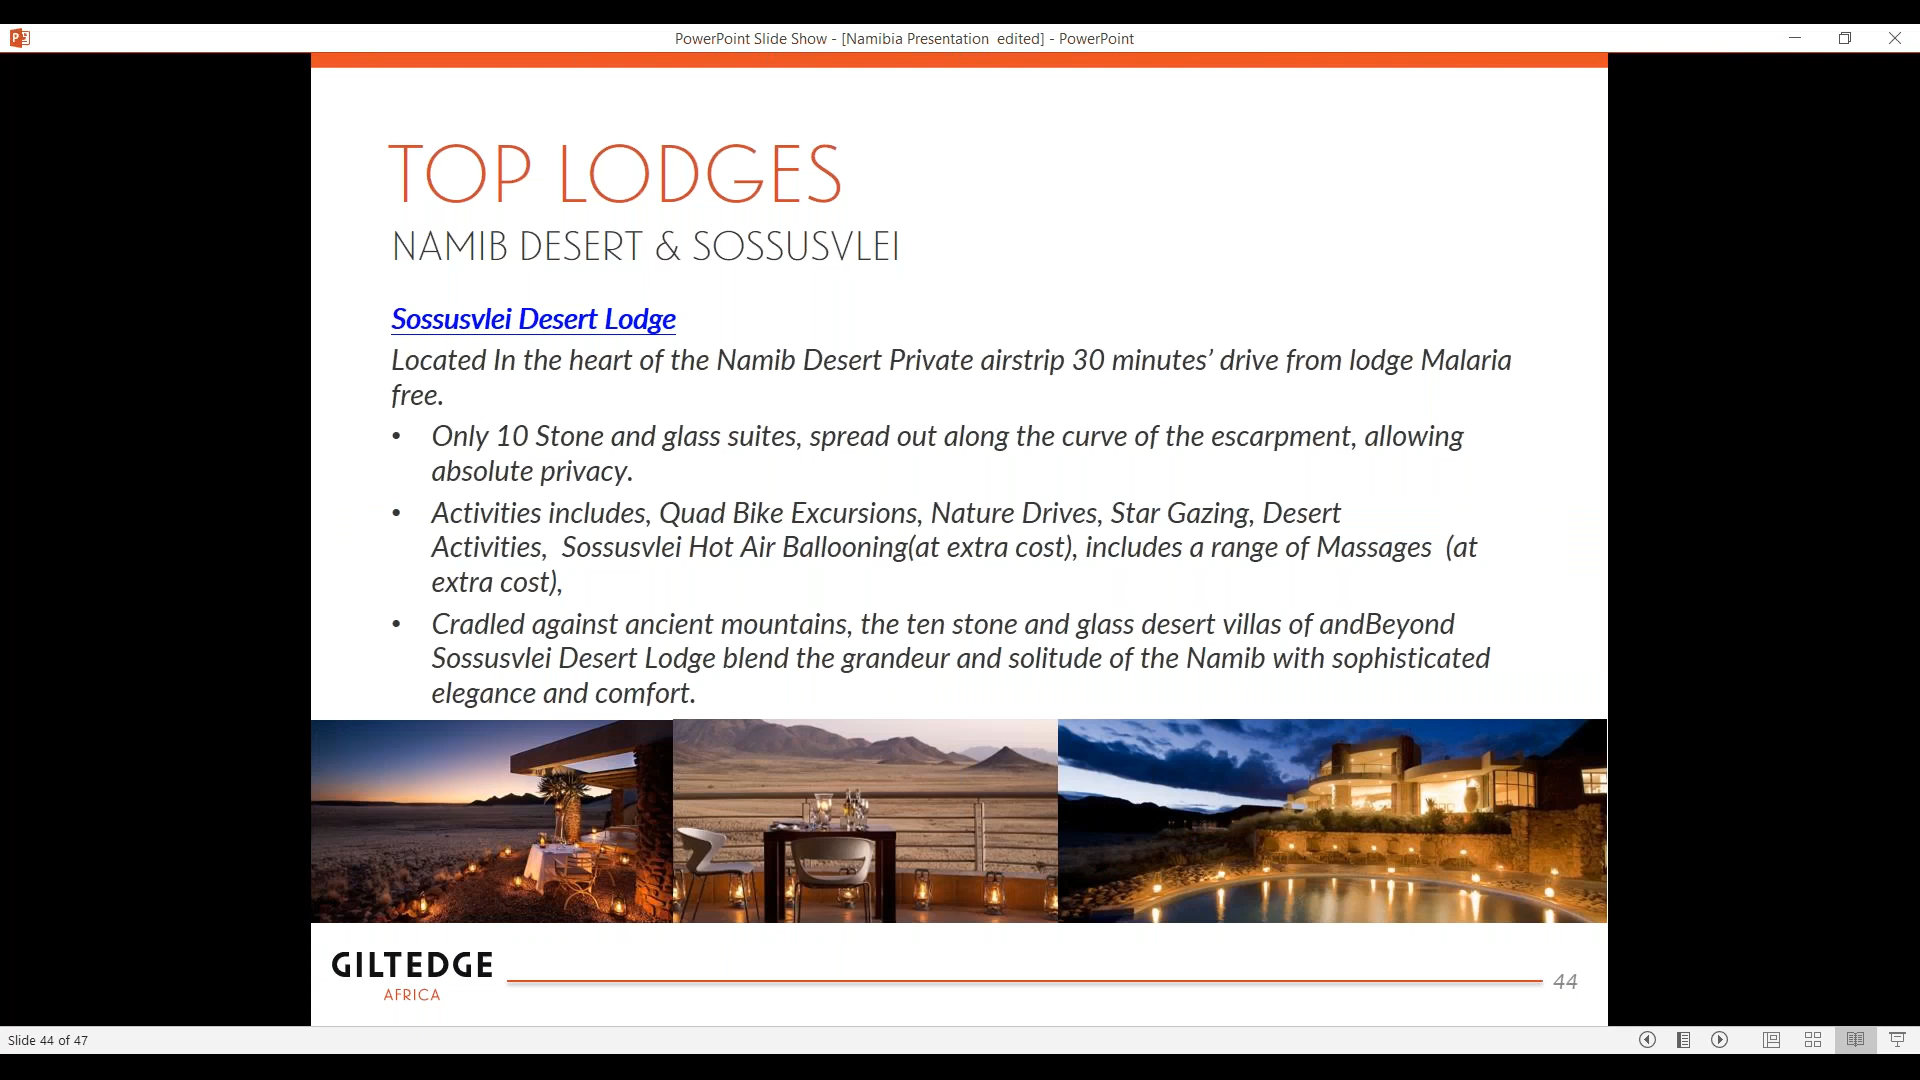 PowerPoint Slide Show - [Namibia Presentation  edited] - PowerPoint
TOP LODGES
NAMIB DESERT & SOSSUSVLEI
Sossusvlei Desert Lodge
Located In the heart of the Namib Desert Private airstrip 30 minutes’ drive from lodge Malaria
free.
• Only 10 Stone and glass suites, spread out along the curve of the escarpment, allowing
absolute privacy.
• Activities includes, Quad Bike Excursions, Nature Drives, Star Gazing, Desert
Activities,  Sossusvlei Hot Air Ballooning(at extra cost), includes a range of Massages  (at
extra cost),
• Cradled against ancient mountains, the ten stone and glass desert villas of andBeyond
Sossusvlei Desert Lodge blend the grandeur and solitude of the Namib with sophisticated
elegance and comfort.
GILTEDGE
AFRICA
44
Slide 44 of 47